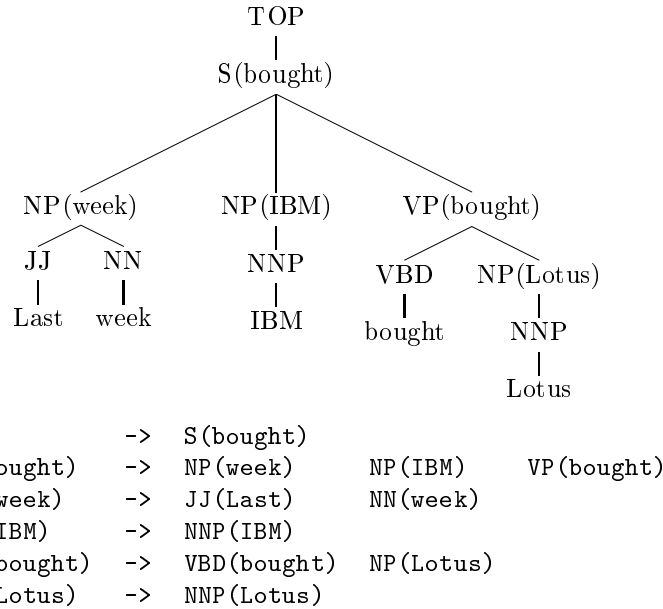 TOP
S(bought)
NP(week) NP(IBM) VP(bought)
JJ NN NNP VBD NP(Lotus)
Last week IBM bought NNP
Lotus
-> S(bought)
ought) -> NP(week) NP(IBM) VP(bought)
week) -> JJ(Last) NN(week)
IBM) -> NNP(IBM)
bought) -> VBD(bought) NP(Lotus)
Lotus) -> NNP(Lotus)